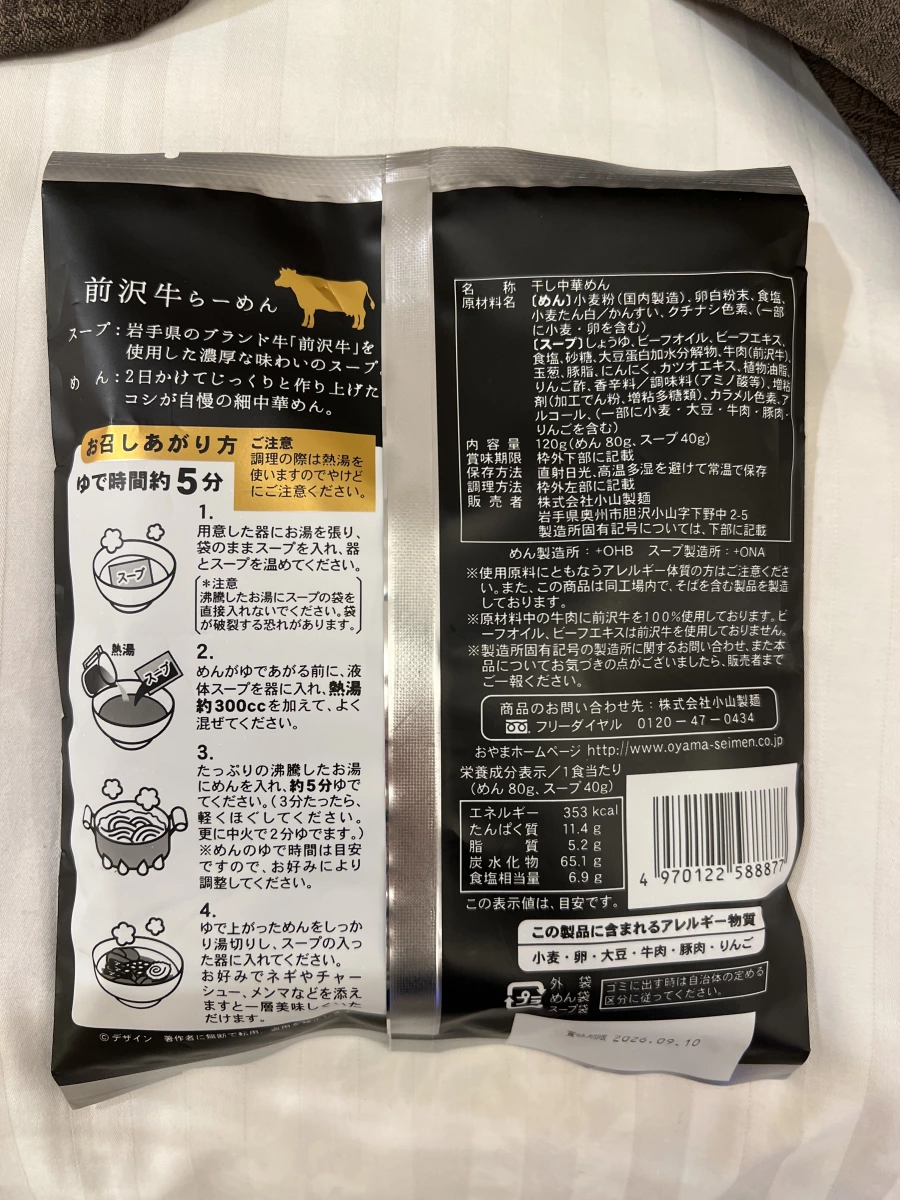 前沢牛らーめん
スープ：岩手県のブランド牛「前沢牛」を
使用した濃厚な味わいのスープ
めん：2日かけてじっくりと作り上げた
コシが自慢の細中華めん。
お召しあがり方
ゆで時間約5分
ご注意
調理の際は熱湯を
使いますのでやけど
にご注意ください。
1.
用意した器にお湯を張り、
袋のままスープを入れ、器
とスープを温めてください。
＊注意
沸騰したお湯にスープの袋を
直接入れないでください。袋
が破裂する恐れがあります。
スープ
2.
めんがゆであがる前に、液
体スープを器に入れ、熱湯
約300ccを加えて、よく
混ぜてください。
熱湯
スープ
3.
たっぷりの沸騰したお湯
にめんを入れ、約5分ゆで
てください。（3分たったら、
軽くほぐしてください。
更に中火で2分ゆでます。）
※めんのゆで時間は目安
ですので、お好みにより
調整してください。
4.
ゆで上がっためんをしっか
り湯切りし、スープの入っ
た器に入れてください。
お好みでネギやチャー
シュー、メンマなどを添え
ますと一層美味しく
だけます。
©デザイン 著作者に無断で転用、
名称 干し中華めん
原材料名 〔めん〕小麦粉（国内製造）、卵白粉末、食塩、
小麦たん白／かんすい、クチナシ色素、（一部
に小麦・卵を含む）
〔スープ〕しょうゆ、ビーフオイル、ビーフエキス、
食塩、砂糖、大豆蛋白加水分解物、牛肉（前沢牛）、
玉葱、豚脂、にんにく、カツオエキス、植物油脂、
りんご酢、香辛料／調味料（アミノ酸等）、増粘
剤（加工でん粉、増粘多糖類）、カラメル色素、ア
ルコール、（一部に小麦・大豆・牛肉・豚肉・
りんごを含む）
内容量 120g（めん 80g、スープ 40g）
賞味期限 枠外下部に記載
保存方法 直射日光、高温多湿を避けて常温で保存
調理方法 枠外左部に記載
販売者 株式会社小山製麺
岩手県奥州市胆沢小山字下野中 2-5
製造所固有記号については、下部に記載
めん製造所：+OHB スープ製造所：+ONA
※使用原料にともなうアレルギー体質の方はご注意くださ
い。また、この商品は同工場内で、そばを含む製品を製造
しております。
※原材料中の牛肉に前沢牛を100%使用しております。ビ
ーフオイル、ビーフエキスは前沢牛を使用しておりません。
※製造所固有記号の製造所に関するお問い合わせ、また本
品についてお気づきの点がございましたら、販売者まで
ご一報ください。
商品のお問い合わせ先：株式会社小山製麺
フリーダイヤル 0120－47－0434
おやまホームページ http://www.oyama-seimen.co.jp
栄養成分表示／1食当たり
（めん 80g、スープ 40g）
エネルギー 353 kcal
たんぱく質 11.4 g
脂質 5.2 g
炭水化物 65.1 g
食塩相当量 6.9 g
この表示値は、目安です。
4 970122 588877
この製品に含まれるアレルギー物質
小麦・卵・大豆・牛肉・豚肉・りんご
プラ
外袋
めん袋
スープ袋
ゴミに出す時は自治体の定める
区分に従ってください。
2026.09.10